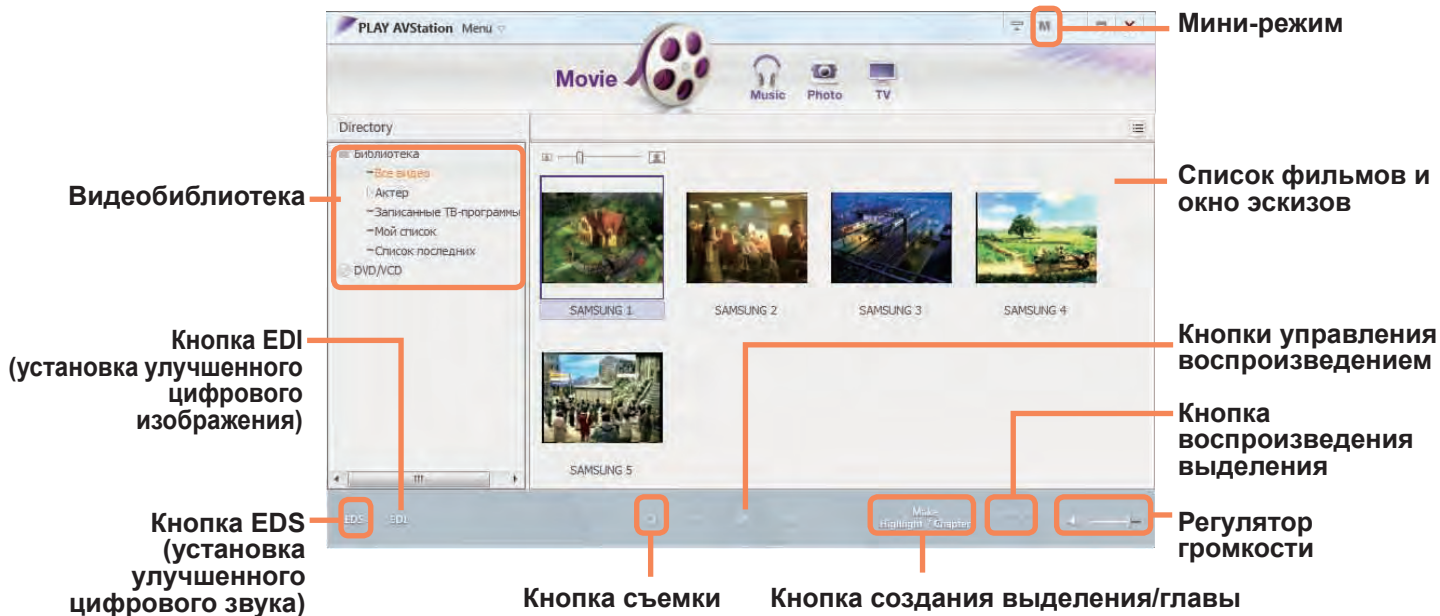 PLAY AVStation Menu
M
Мини-режим
Movie
Music
Photo
TV
Directory
Библиотека
Все видео
Актер
Записанные ТВ-программы
Мой список
Список последних
DVD/VCD
Видеобиблиотека
Список фильмов и
окно эскизов
SAMSUNG 1
SAMSUNG 2
SAMSUNG 3
SAMSUNG 4
SAMSUNG 5
Кнопка EDI
(установка улучшенного
цифрового
изображения)
Кнопки управления
воспроизведением
Кнопка
воспроизведения
выделения
EDS
EDI
Make
Highlight / Chapter
Кнопка EDS
(установка
улучшенного
цифрового звука)
Регулятор
громкости
Кнопка съемки
Кнопка создания выделения/главы